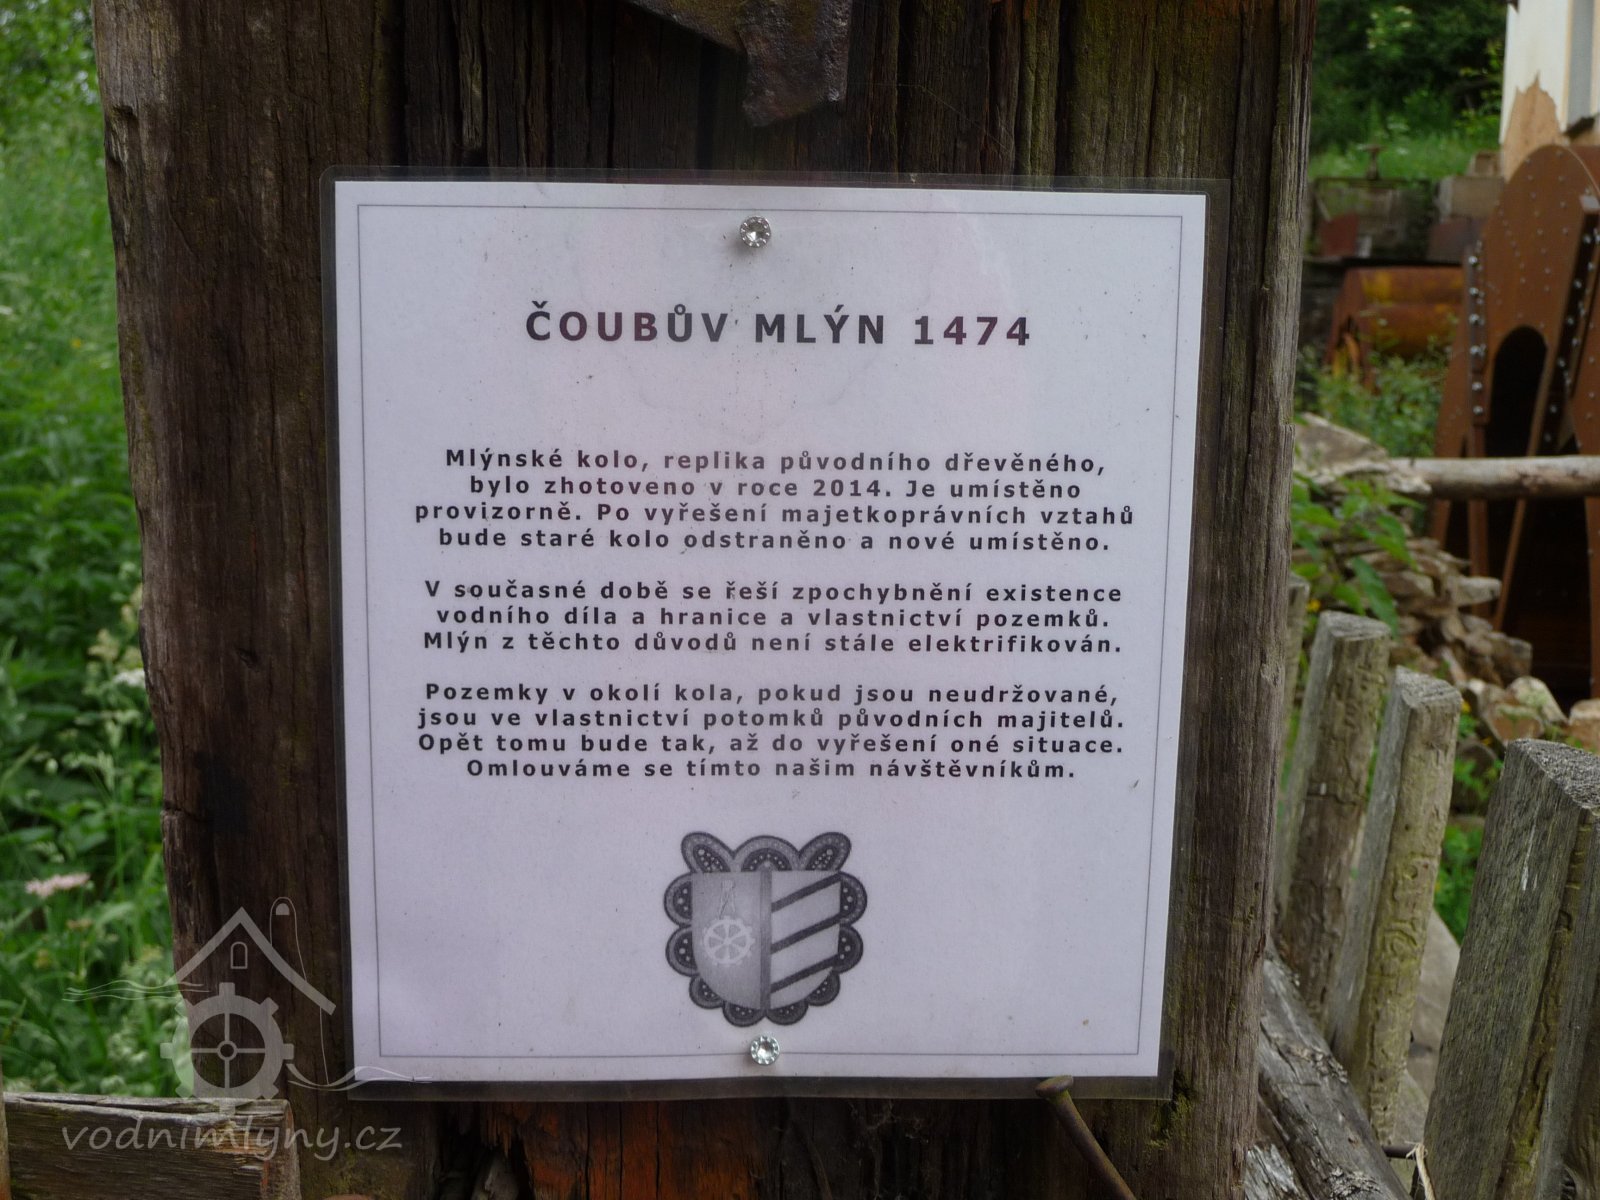 ČOUBŮV MLÝN 1474
Mlýnské kolo, replika původního dřevěného,
bylo zhotoveno v roce 2014. Je umístěno
provizorně. Po vyřešení majetkoprávních vztahů
bude staré kolo odstraněno a nové umístěno.
V současné době se řeší zpochybnění existence
vodního díla a hranice a vlastnictví pozemků.
Mlýn z těchto důvodů není stále elektrifikován.
Pozemky v okolí kola, pokud jsou neudržované,
jsou ve vlastnictví potomků původních majitelů.
Opět tomu bude tak, až do vyřešení oné situace.
Omlouváme se tímto našim návštěvníkům.
vodnimlyny.cz